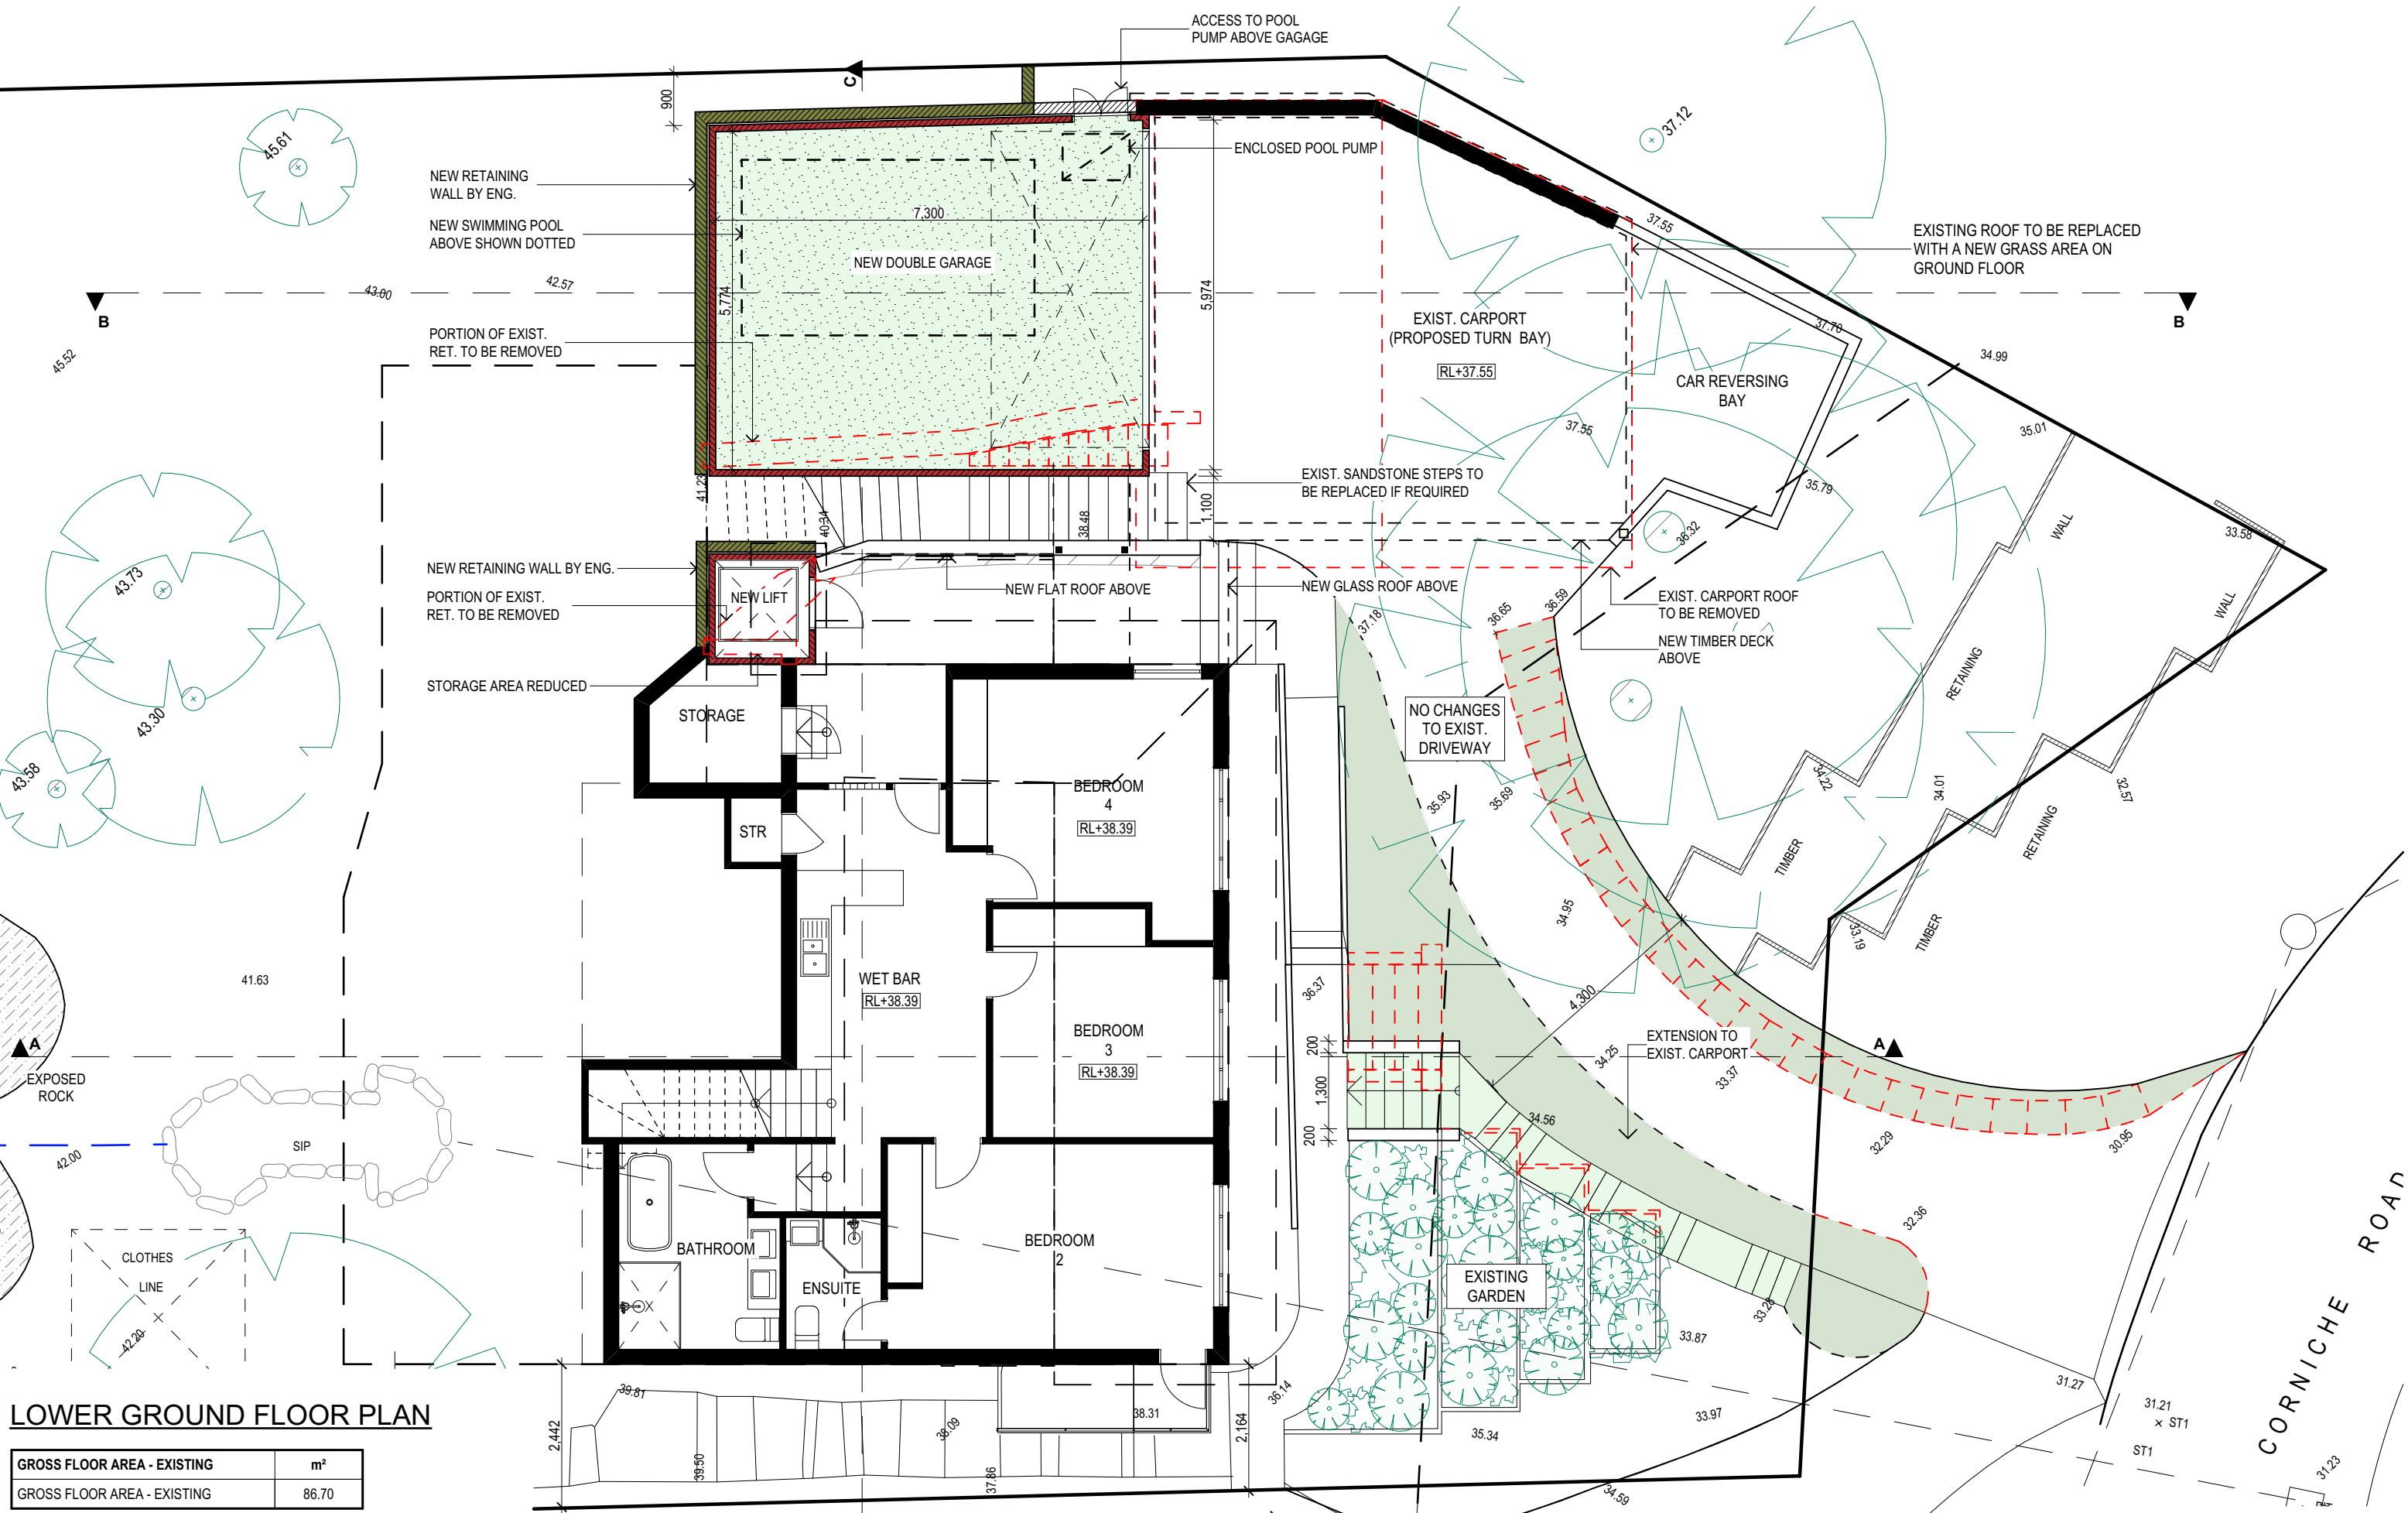 ACCESS TO POOL
PUMP ABOVE GAGAGE
C
900
45.61
37.12
ENCLOSED POOL PUMP
NEW RETAINING
WALL BY ENG.
7,300
37.55
NEW SWIMMING POOL
ABOVE SHOWN DOTTED
EXISTING ROOF TO BE REPLACED
WITH A NEW GRASS AREA ON
GROUND FLOOR
NEW DOUBLE GARAGE
43.00
42.57
5,774
5,974
B
B
EXIST. CARPORT
(PROPOSED TURN BAY)
RL+37.55
37.70
PORTION OF EXIST.
RET. TO BE REMOVED
45.52
34.99
CAR REVERSING
BAY
37.55
35.01
EXIST. SANDSTONE STEPS TO
BE REPLACED IF REQUIRED
41.23
40.34
38.48
1,100
35.79
36.32
WALL
33.58
NEW RETAINING WALL BY ENG.
43.73
NEW LIFT
NEW FLAT ROOF ABOVE
NEW GLASS ROOF ABOVE
PORTION OF EXIST.
RET. TO BE REMOVED
EXIST. CARPORT ROOF
TO BE REMOVED
WALL
37.18
36.65
36.59
NEW TIMBER DECK
ABOVE
STORAGE AREA REDUCED
RETAINING
43.30
STORAGE
NO CHANGES
TO EXIST.
DRIVEWAY
43.58
BEDROOM
4
RL+38.39
35.93
35.69
34.22
34.01
32.57
STR
RETAINING
TIMBER
34.95
33.19
TIMBER
41.63
WET BAR
RL+38.39
36.37
4,300
BEDROOM
3
RL+38.39
A
EXPOSED
ROCK
200
1,300
200
34.25
EXTENSION TO
EXIST. CARPORT
A
33.37
34.56
32.29
30.95
SIP
42.00
ROAD
CORNICHE
32.36
CLOTHES
LINE
BATHROOM
ENSUITE
BEDROOM
2
EXISTING
GARDEN
33.28
33.87
42.20
39.81
36.14
31.27
38.31
33.97
31.21
ST1
LOWER GROUND FLOOR PLAN
2,442
38.09
2,164
35.34
ST1
39.50
37.86
34.59
31.23
GROSS FLOOR AREA - EXISTING m²
GROSS FLOOR AREA - EXISTING 86.70